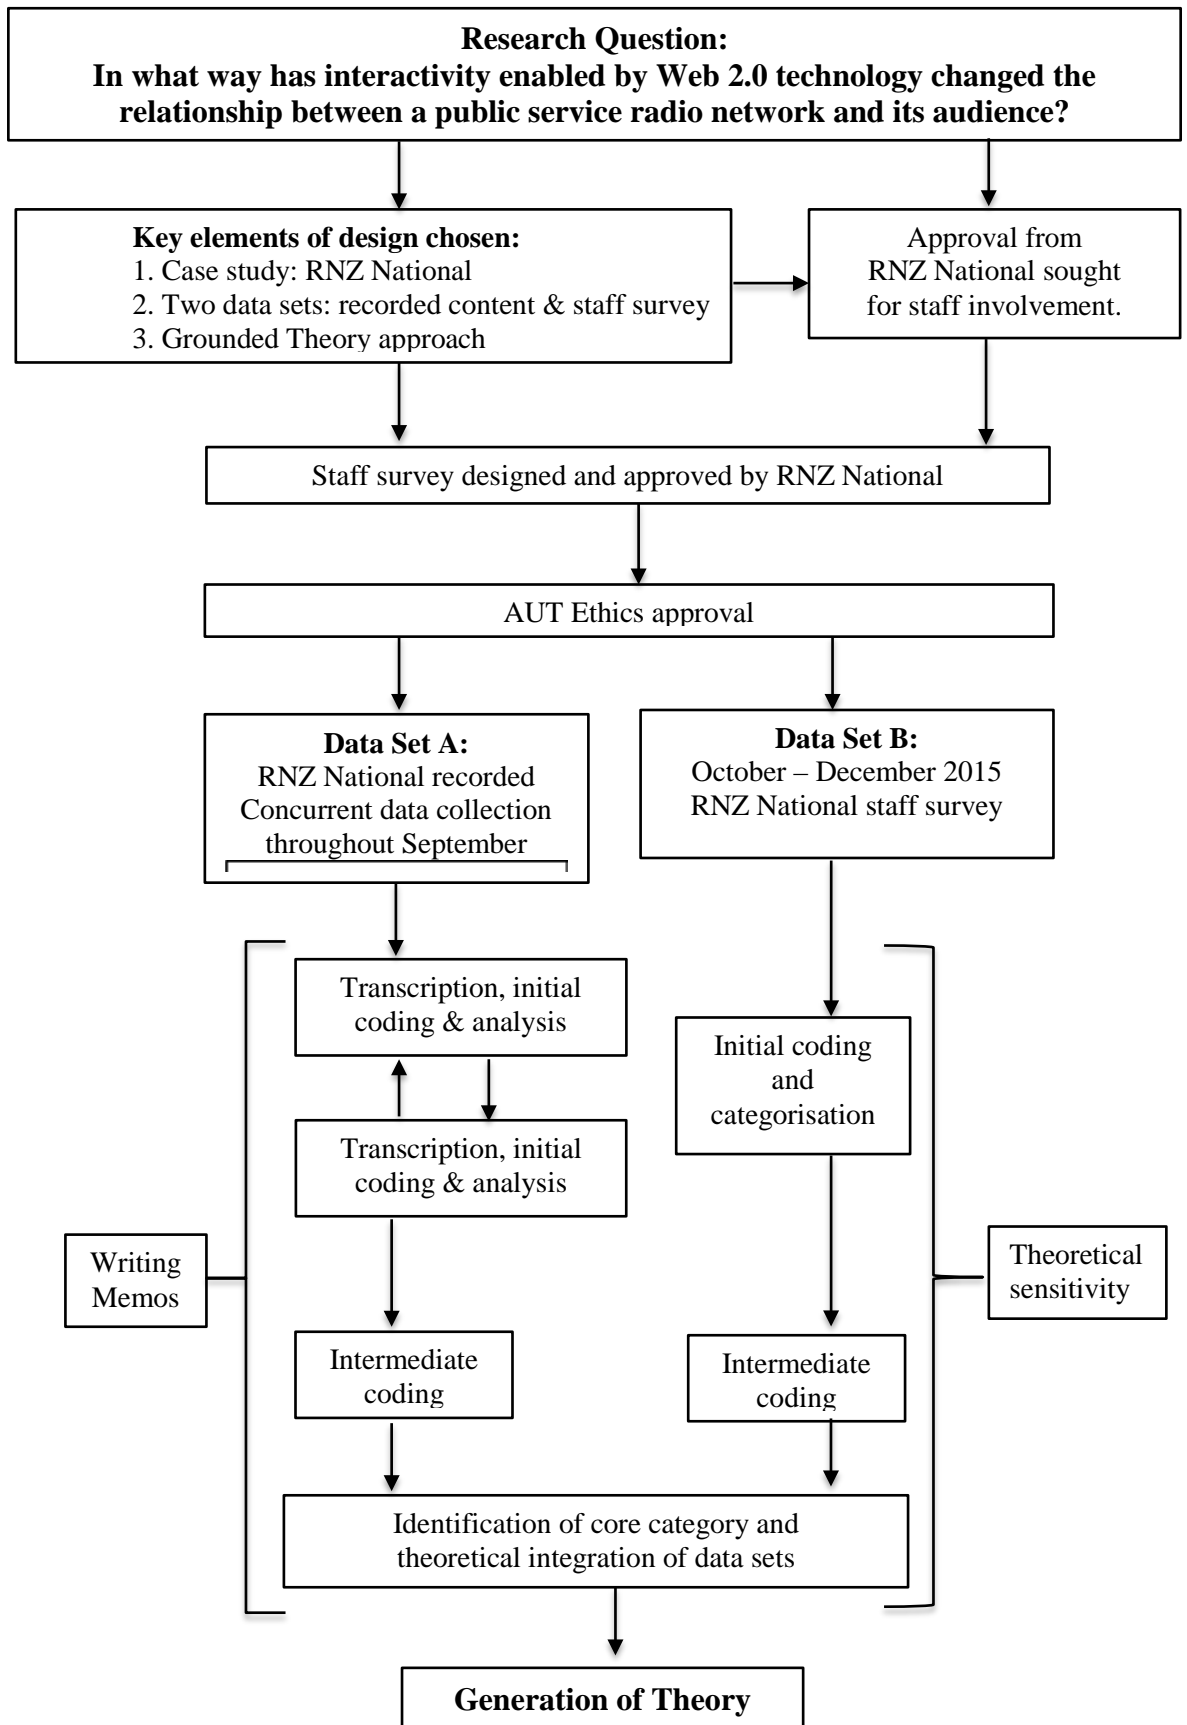 Research Question:
In what way has interactivity enabled by Web 2.0 technology changed the
relationship between a public service radio network and its audience?
Key elements of design chosen:
1. Case study: RNZ National
2. Two data sets: recorded content & staff survey
3. Grounded Theory approach
Approval from
RNZ National sought
for staff involvement.
Staff survey designed and approved by RNZ National
AUT Ethics approval
Data Set A:
RNZ National recorded
Concurrent data collection
throughout September
Data Set B:
October – December 2015
RNZ National staff survey
Transcription, initial
coding & analysis
Initial coding
and
categorisation
Transcription, initial
coding & analysis
Writing
Memos
Theoretical
sensitivity
Intermediate
coding
Intermediate
coding
Identification of core category and
theoretical integration of data sets
Generation of Theory